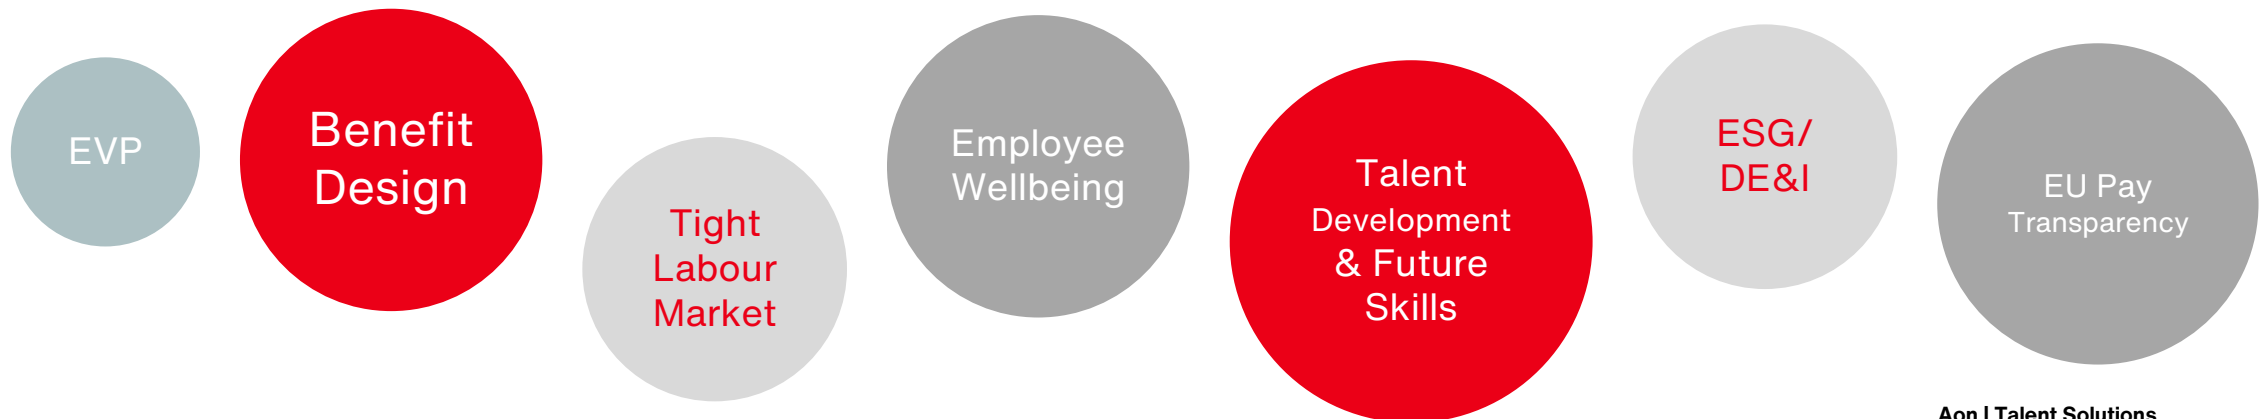 EVP
Benefit
Design
Tight
Labour
Market
Employee
Wellbeing
Talent
Development
& Future
Skills
ESG/
DE&I
EU Pay
Transparency
Aon | Talent Solutions